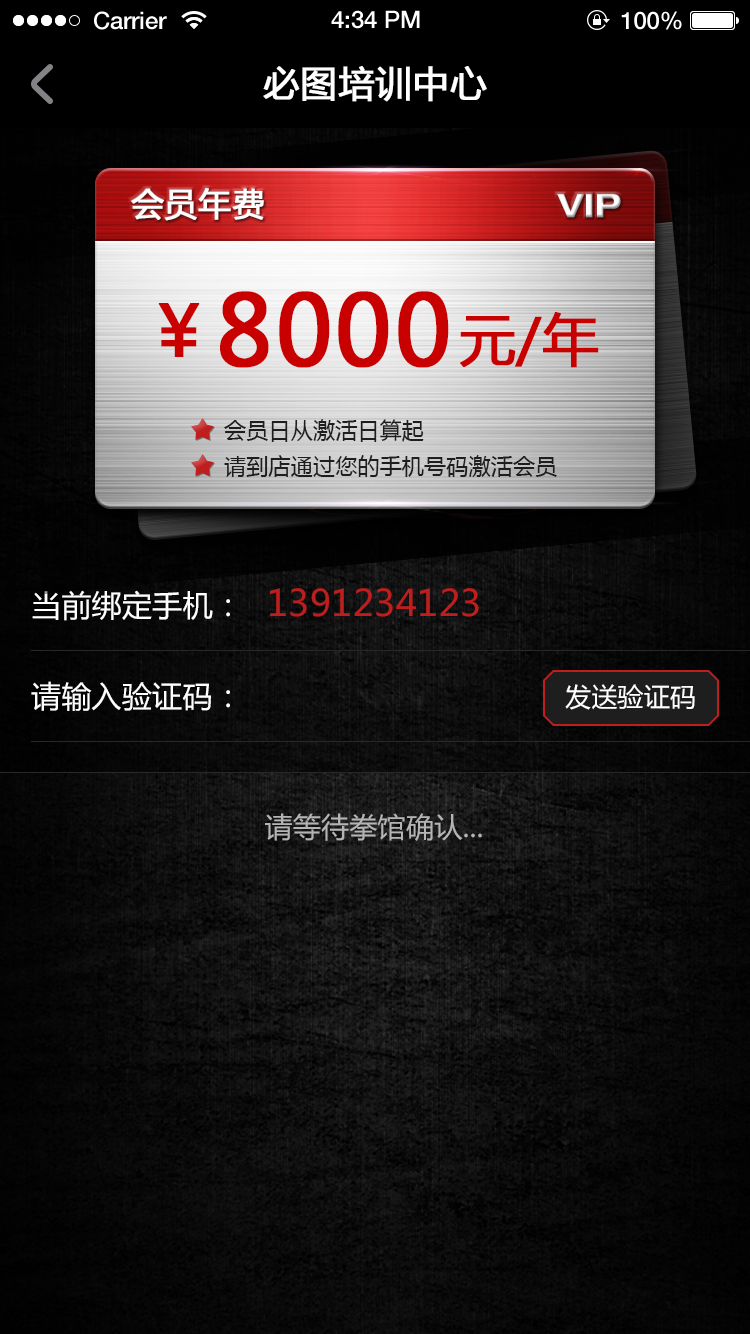 Carrier 4:34 PM 100%
必图培训中心
会员年费 VIP
¥8000元/年
会员日从激活日算起
请到店通过您的手机号码激活会员
当前绑定手机： 1391234123
请输入验证码： 发送验证码
请等待拳馆确认...